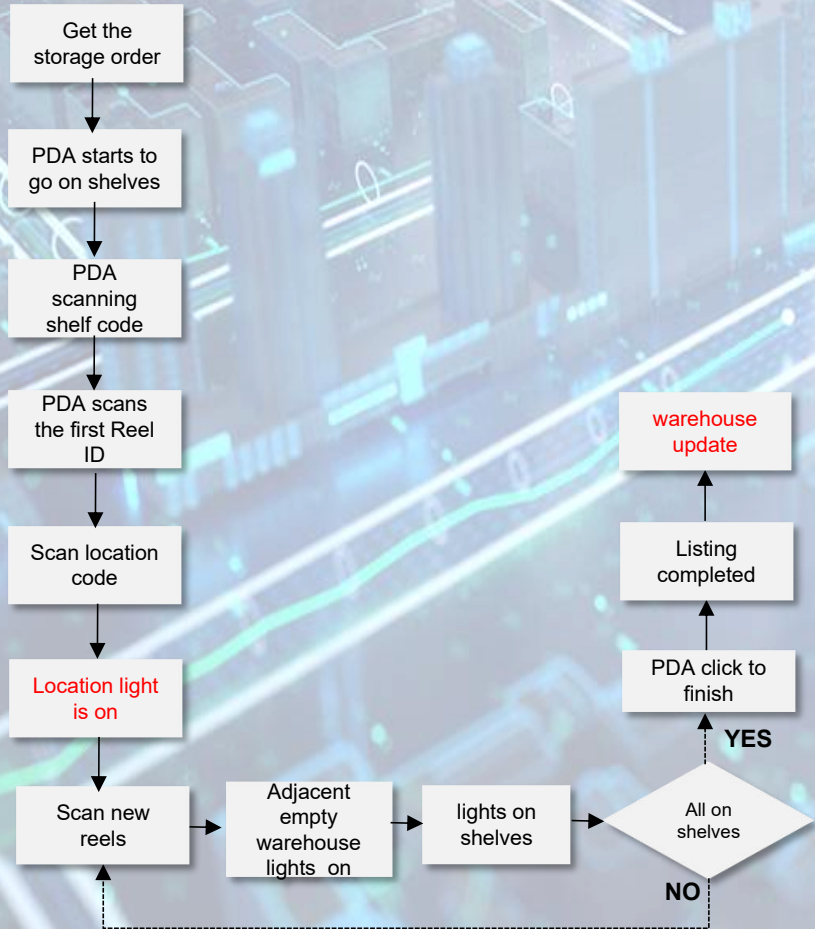 Get the
storage order
PDA starts to
go on shelves
PDA
scanning
shelf code
PDA scans
the first Reel
ID
Scan location
code
Location light
is on
Scan new
reels
Adjacent
empty
warehouse
lights on
lights on
shelves
All on
shelves
NO
YES
PDA click to
finish
Listing
completed
warehouse
update